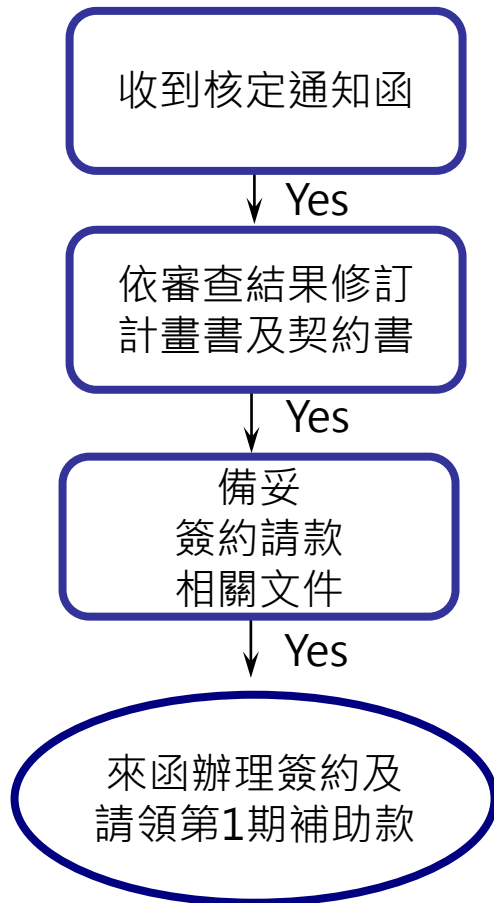 收到核定通知函
Yes
依審查結果修訂
計畫書及契約書
Yes
備妥
簽約請款
相關文件
Yes
來函辦理簽約及
請領第1期補助款